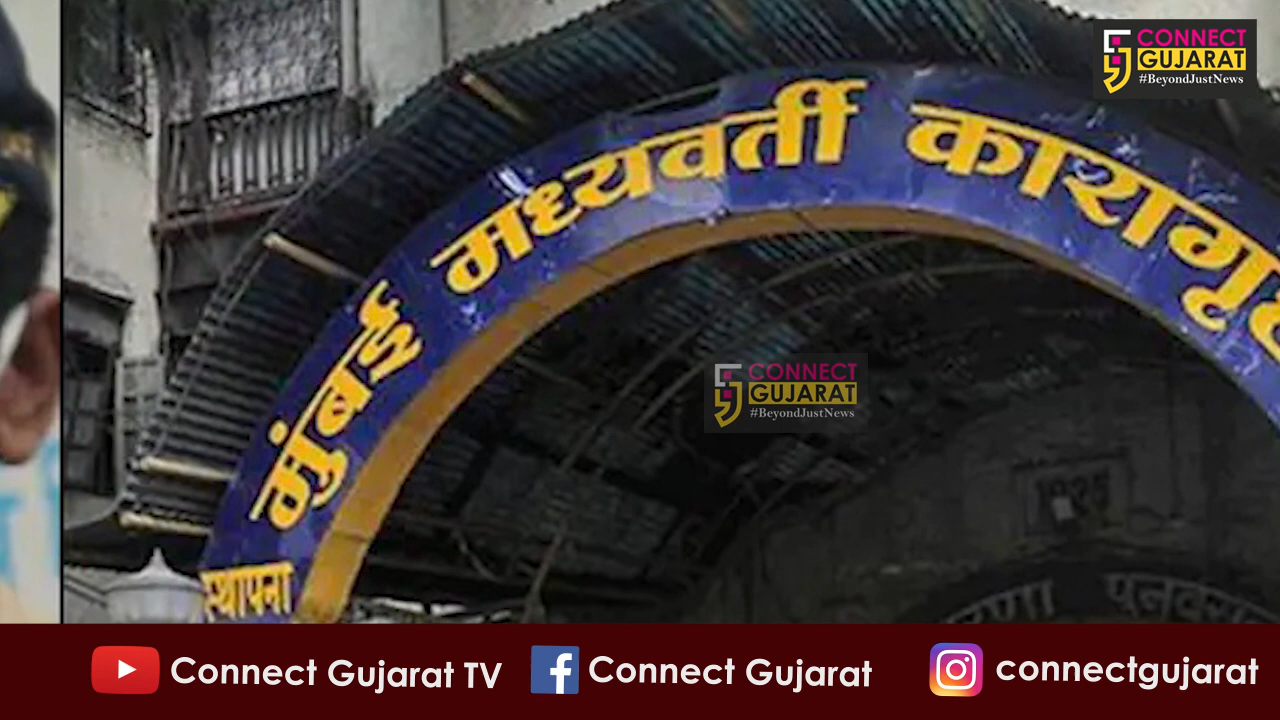 CONNECT
GUJARAT
#BeyondJustNews
मुंबई मध्यवर्ती कारागृह
CONNECT
GUJARAT
#BeyondJustNews
स्थापना
Connect Gujarat TV
Connect Gujarat
connectgujarat